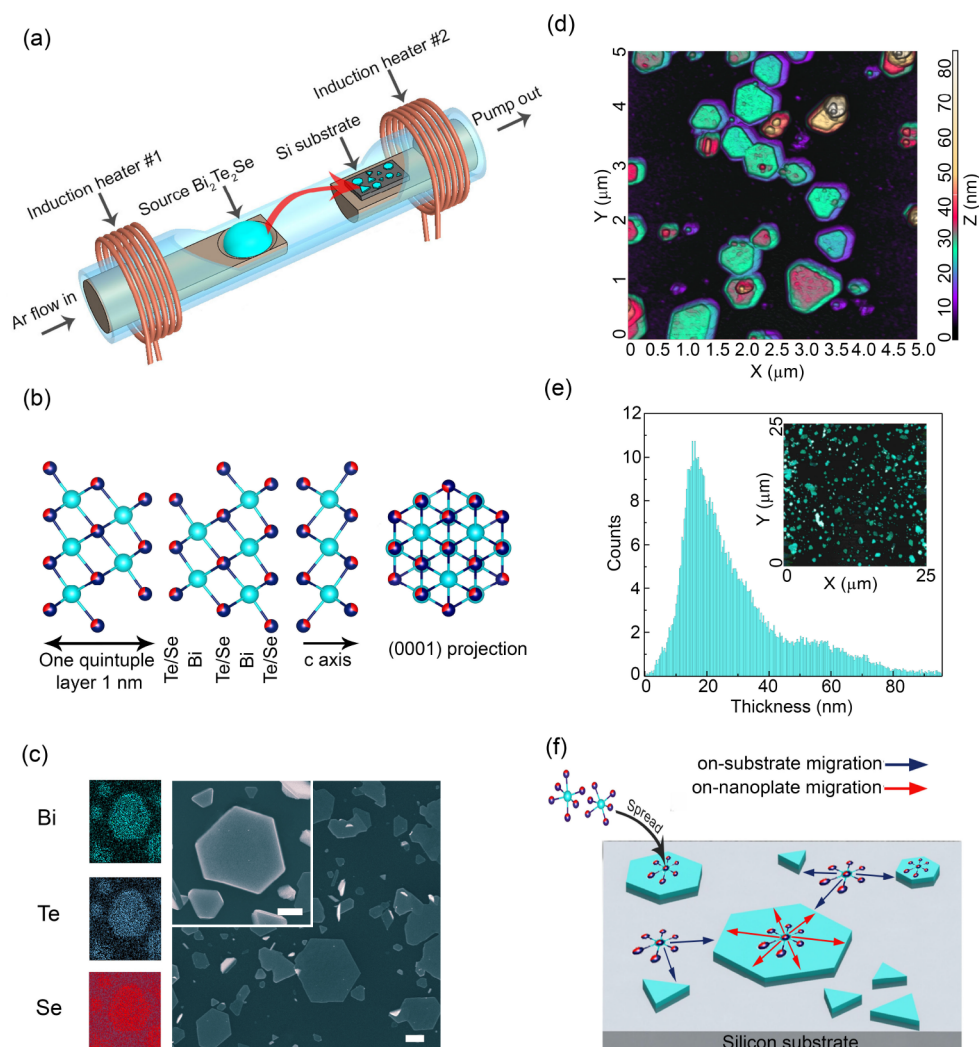 (a)
Induction heater #1
Source Bi2Te2Se
Si substrate
Induction heater #2
Pump out
Ar flow in
(b)
One quintuple
layer 1 nm
Te/Se
Bi
Te/Se
Bi
Te/Se
c axis
(0001) projection
(c)
Bi
Te
Se
(d)
5
4
3
2
1
0
Y (μm)
0 0.5 1.0 1.5 2.0 2.5 3.0 3.5 4.0 5.0
X (μm)
0 10 20 30 40 50 60 70 80
Z (nm)
(e)
12
10
8
6
4
2
0
Counts
0 20 40 60 80
Thickness (nm)
25
Y (μm)
0
0 25
X (μm)
(f)
on-substrate migration
on-nanoplate migration
Spread
Silicon substrate